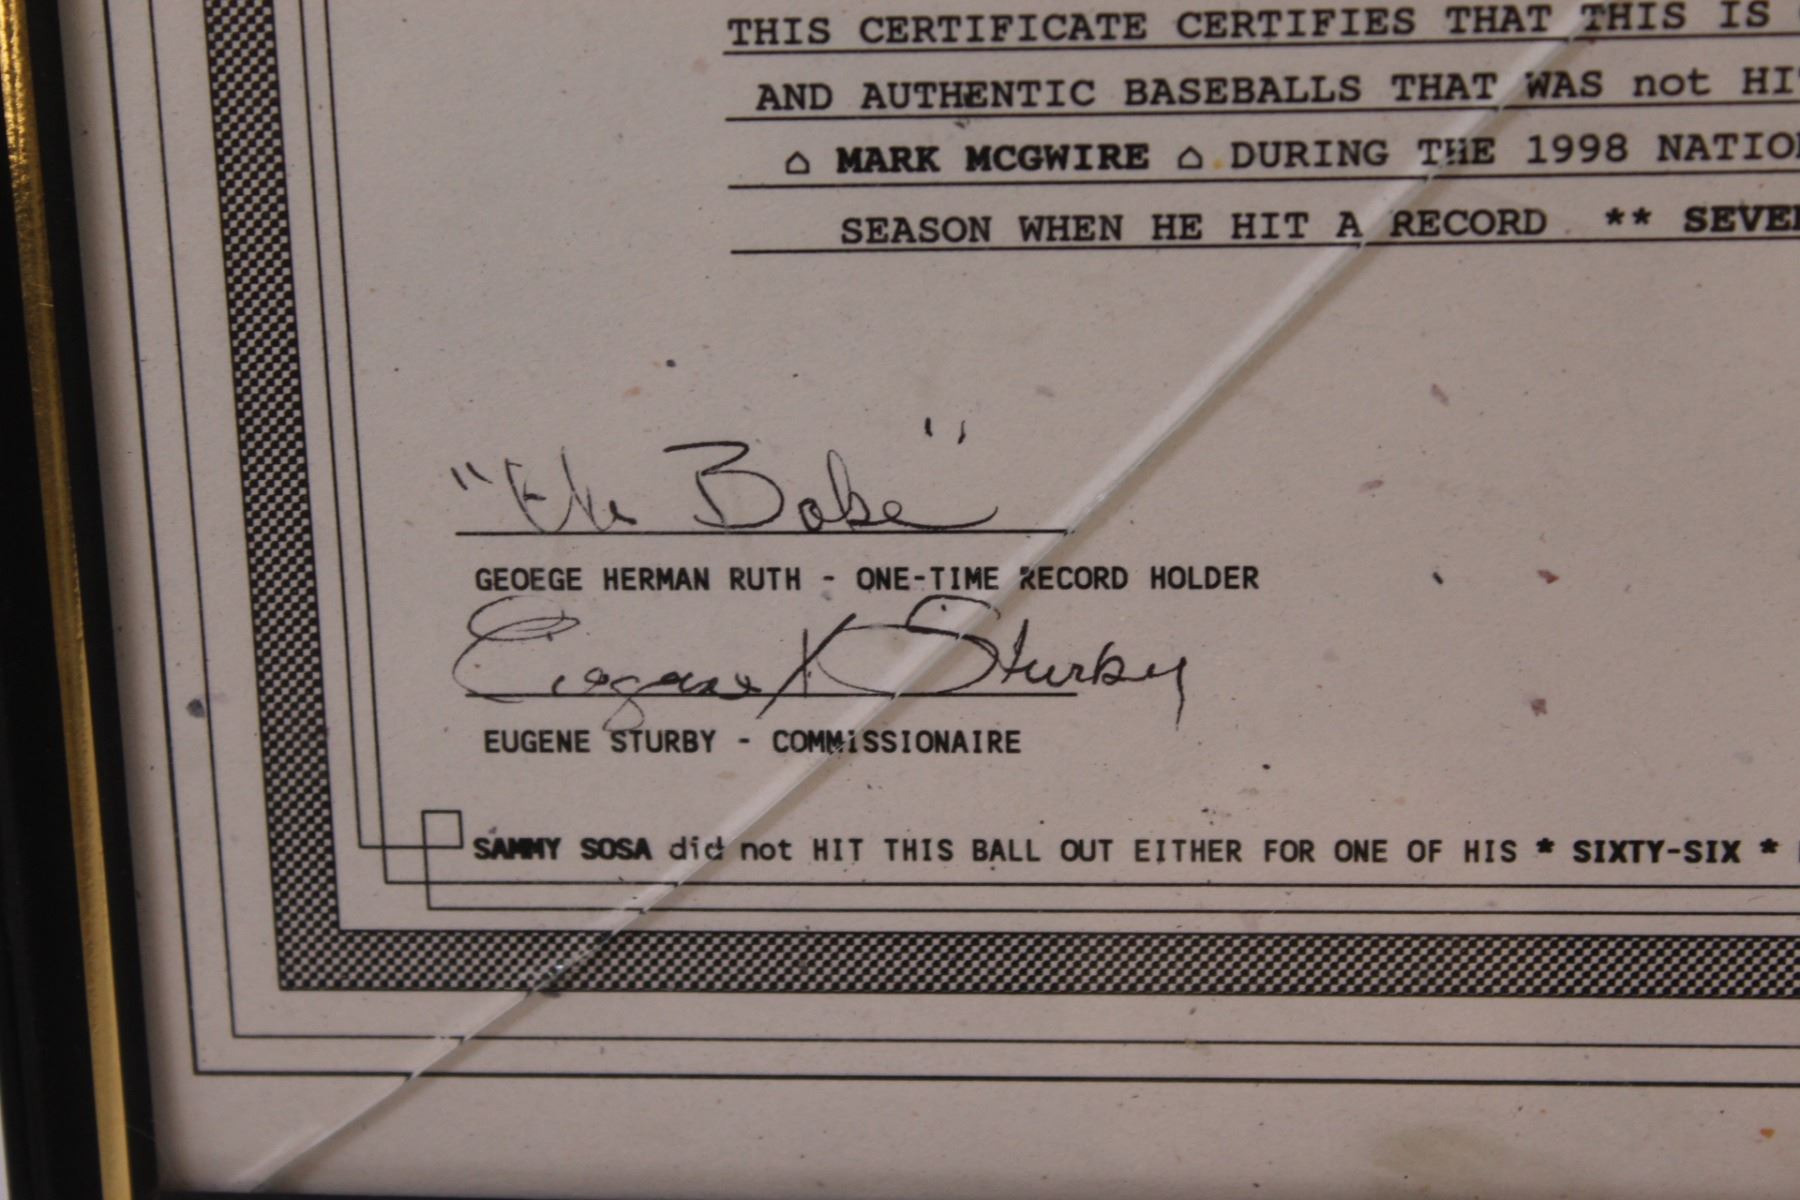 THIS CERTIFICATE CERTIFIES THAT THIS IS
AND AUTHENTIC BASEBALLS THAT WAS not HI
⌂ MARK MCGWIRE ⌂ DURING THE 1998 NATIO
SEASON WHEN HE HIT A RECORD ** SEVE
"the Babe"
GEOEGE HERMAN RUTH - ONE-TIME RECORD HOLDER
Eugene Sturby
EUGENE STURBY - COMMiSSIONAIRE
SAMMY SOSA did not HIT THIS BALL OUT EITHER FOR ONE OF HIS * SIXTY-SIX *